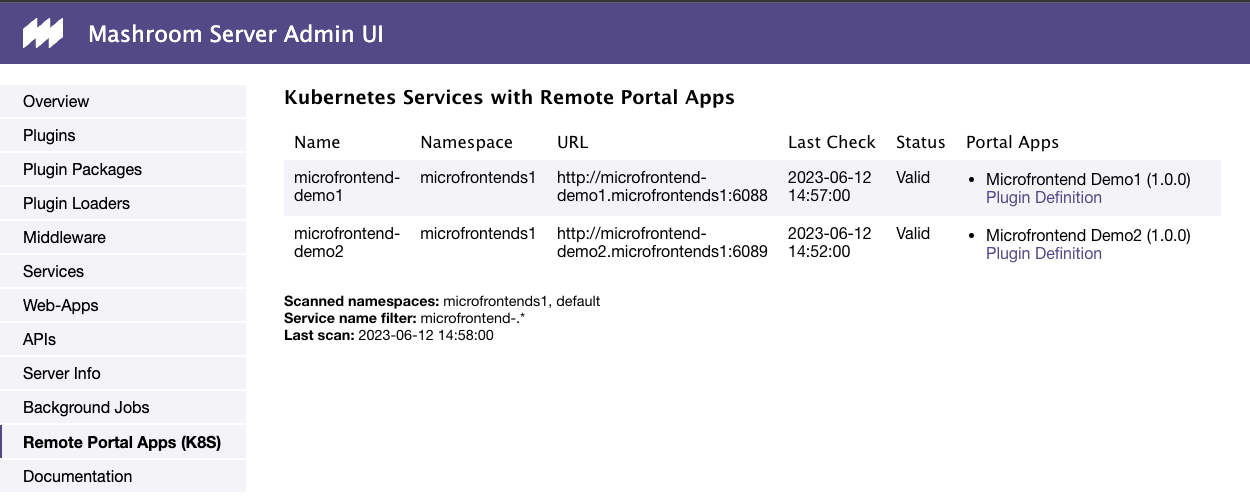 Mashroom Server Admin UI
Overview
Plugins
Plugin Packages
Plugin Loaders
Middleware
Services
Web-Apps
APIs
Server Info
Background Jobs
Remote Portal Apps (K8S)
Documentation
Kubernetes Services with Remote Portal Apps
Name Namespace URL Last Check Status Portal Apps
microfrontend- microfrontends1 http://microfrontend- 2023-06-12 Valid • Microfrontend Demo1 (1.0.0)
demo1 demo1.microfrontends1:6088 14:57:00 Plugin Definition
microfrontend- microfrontends1 http://microfrontend- 2023-06-12 Valid • Microfrontend Demo2 (1.0.0)
demo2 demo2.microfrontends1:6089 14:52:00 Plugin Definition
Scanned namespaces: microfrontends1, default
Service name filter: microfrontend-.*
Last scan: 2023-06-12 14:58:00